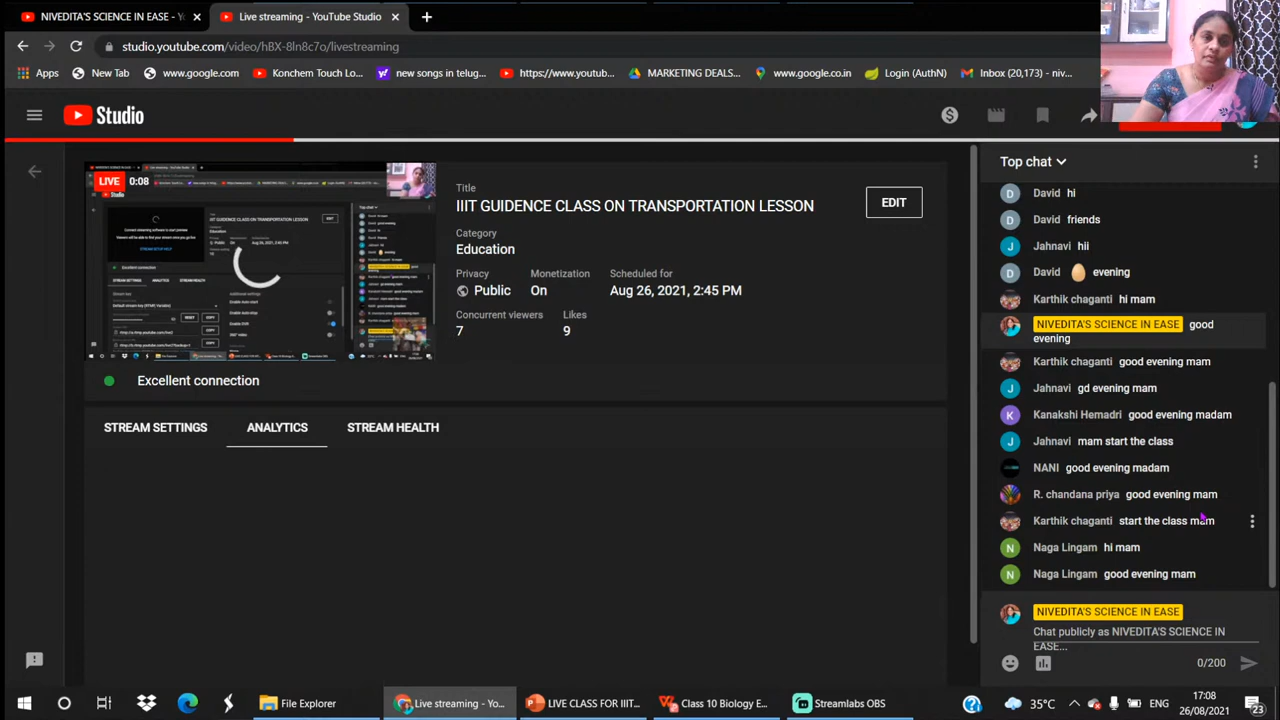 NIVEDITA'S SCIENCE IN EASE - Yo
Live streaming - YouTube Studio
studio.youtube.com/video/hBX-8ln8c7o/livestreaming
Apps
New Tab
www.google.com
Konchem Touch Lo...
new songs in telug...
https://www.youtub...
MARKETING DEALS...
www.google.co.in
Login (AuthN)
Inbox (20,173) - niv...
Studio
LIVE 0:08
Title
IIIT GUIDENCE CLASS ON TRANSPORTATION LESSON
EDIT
Category
Education
Privacy
Monetization
Scheduled for
Public
On
Aug 26, 2021, 2:45 PM
Concurrent viewers
Likes
7
9
Excellent connection
STREAM SETTINGS
ANALYTICS
STREAM HEALTH
Top chat
David hi
David friends
Jahnavi hii
David evening
Karthik chaganti hi mam
NIVEDITA'S SCIENCE IN EASE good
evening
Karthik chaganti good evening mam
Jahnavi gd evening mam
Kanakshi Hemadri good evening madam
Jahnavi mam start the class
NANI good evening madam
R. chandana priya good evening mam
Karthik chaganti start the class mam
Naga Lingam hi mam
Naga Lingam good evening mam
NIVEDITA'S SCIENCE IN EASE
Chat publicly as NIVEDITA'S SCIENCE IN
EASE...
0/200
File Explorer
Live streaming - Yo...
LIVE CLASS FOR IIIT...
Class 10 Biology E...
Streamlabs OBS
35°C
ENG
17:08
26/08/2021
23